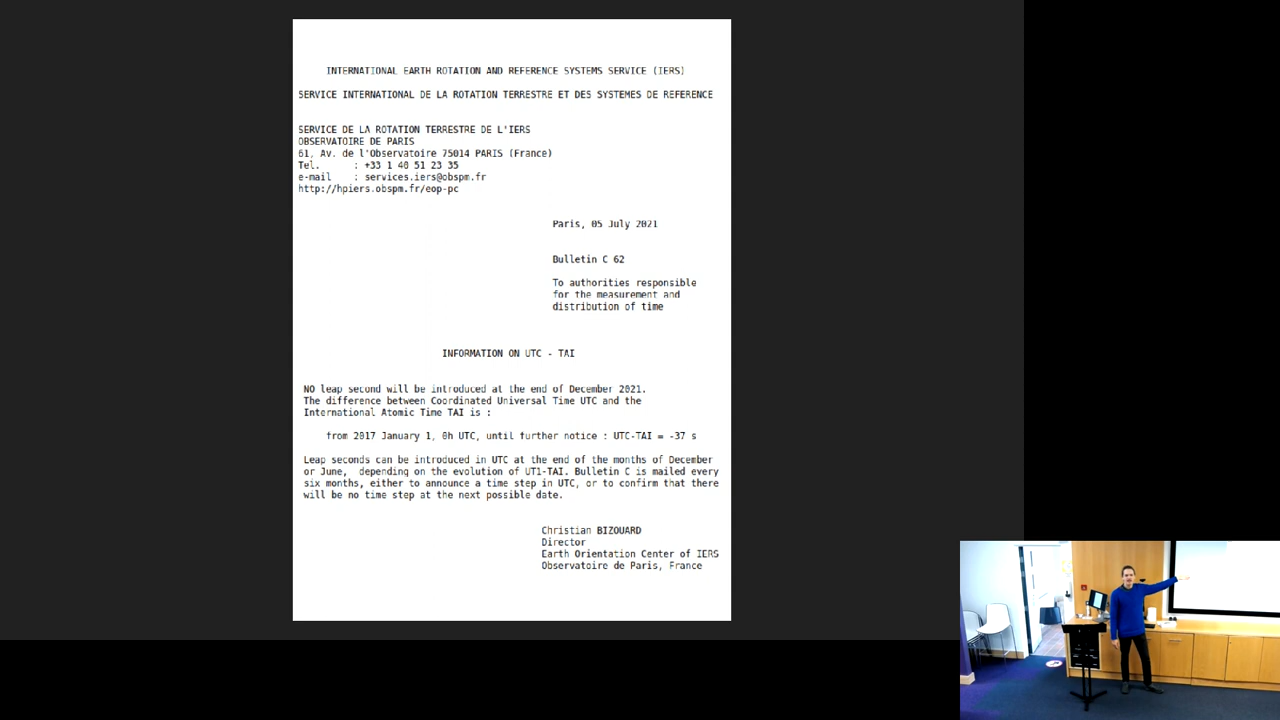 INTERNATIONAL EARTH ROTATION AND REFERENCE SYSTEMS SERVICE (IERS)
SERVICE INTERNATIONAL DE LA ROTATION TERRESTRE ET DES SYSTEMES DE REFERENCE
SERVICE DE LA ROTATION TERRESTRE DE L'IERS
OBSERVATOIRE DE PARIS
61, Av. de l'Observatoire 75014 PARIS (France)
Tel. : +33 1 40 51 23 35
e-mail : services.iers@obspm.fr
http://hpiers.obspm.fr/eop-pc
Paris, 05 July 2021
Bulletin C 62
To authorities responsible
for the measurement and
distribution of time
INFORMATION ON UTC - TAI
NO leap second will be introduced at the end of December 2021.
The difference between Coordinated Universal Time UTC and the
International Atomic Time TAI is :
from 2017 January 1, 0h UTC, until further notice : UTC-TAI = -37 s
Leap seconds can be introduced in UTC at the end of the months of December
or June, depending on the evolution of UT1-TAI. Bulletin C is mailed every
six months, either to announce a time step in UTC, or to confirm that there
will be no time step at the next possible date.
Christian BIZOUARD
Director
Earth Orientation Center of IERS
Observatoire de Paris, France